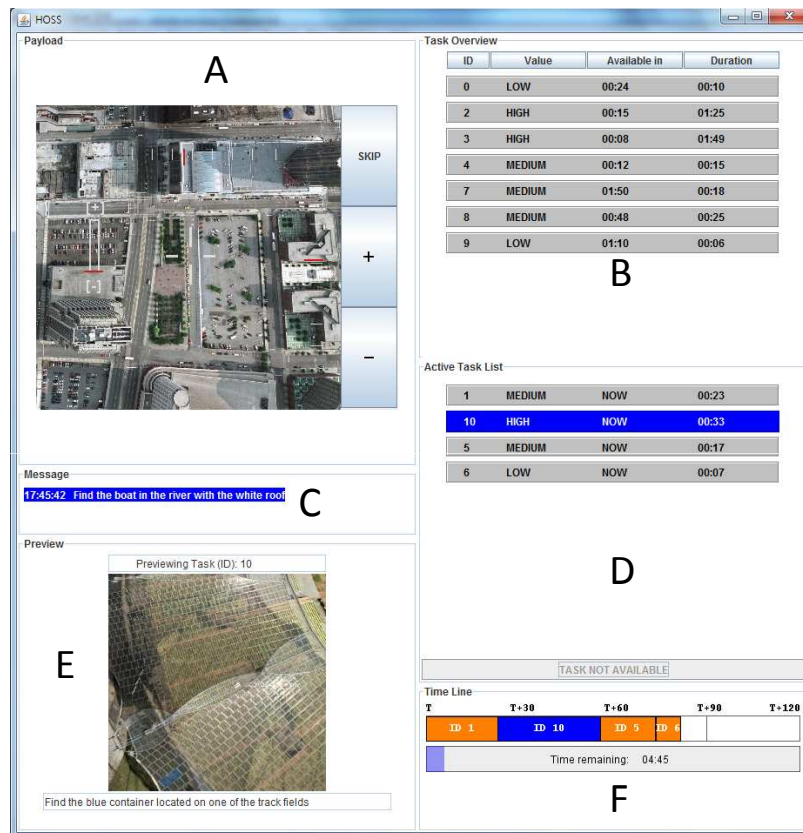 HOSS
Payload
A
SKIP
+
−
[+]
[-]
Message
17:45:42 Find the boat in the river with the white roof
C
Preview
Previewing Task (ID): 10
E
Find the blue container located on one of the track fields
Task Overview
ID Value Available in Duration
0 LOW 00:24 00:10
2 HIGH 00:15 01:25
3 HIGH 00:08 01:49
4 MEDIUM 00:12 00:15
7 MEDIUM 01:50 00:18
8 MEDIUM 00:48 00:25
9 LOW 01:10 00:06
B
Active Task List
1 MEDIUM NOW 00:23
10 HIGH NOW 00:33
5 MEDIUM NOW 00:17
6 LOW NOW 00:07
D
TASK NOT AVAILABLE
Time Line
T T+30 T+60 T+90 T+120
ID 1 ID 10 ID 5 ID 6
Time remaining: 04:45
F